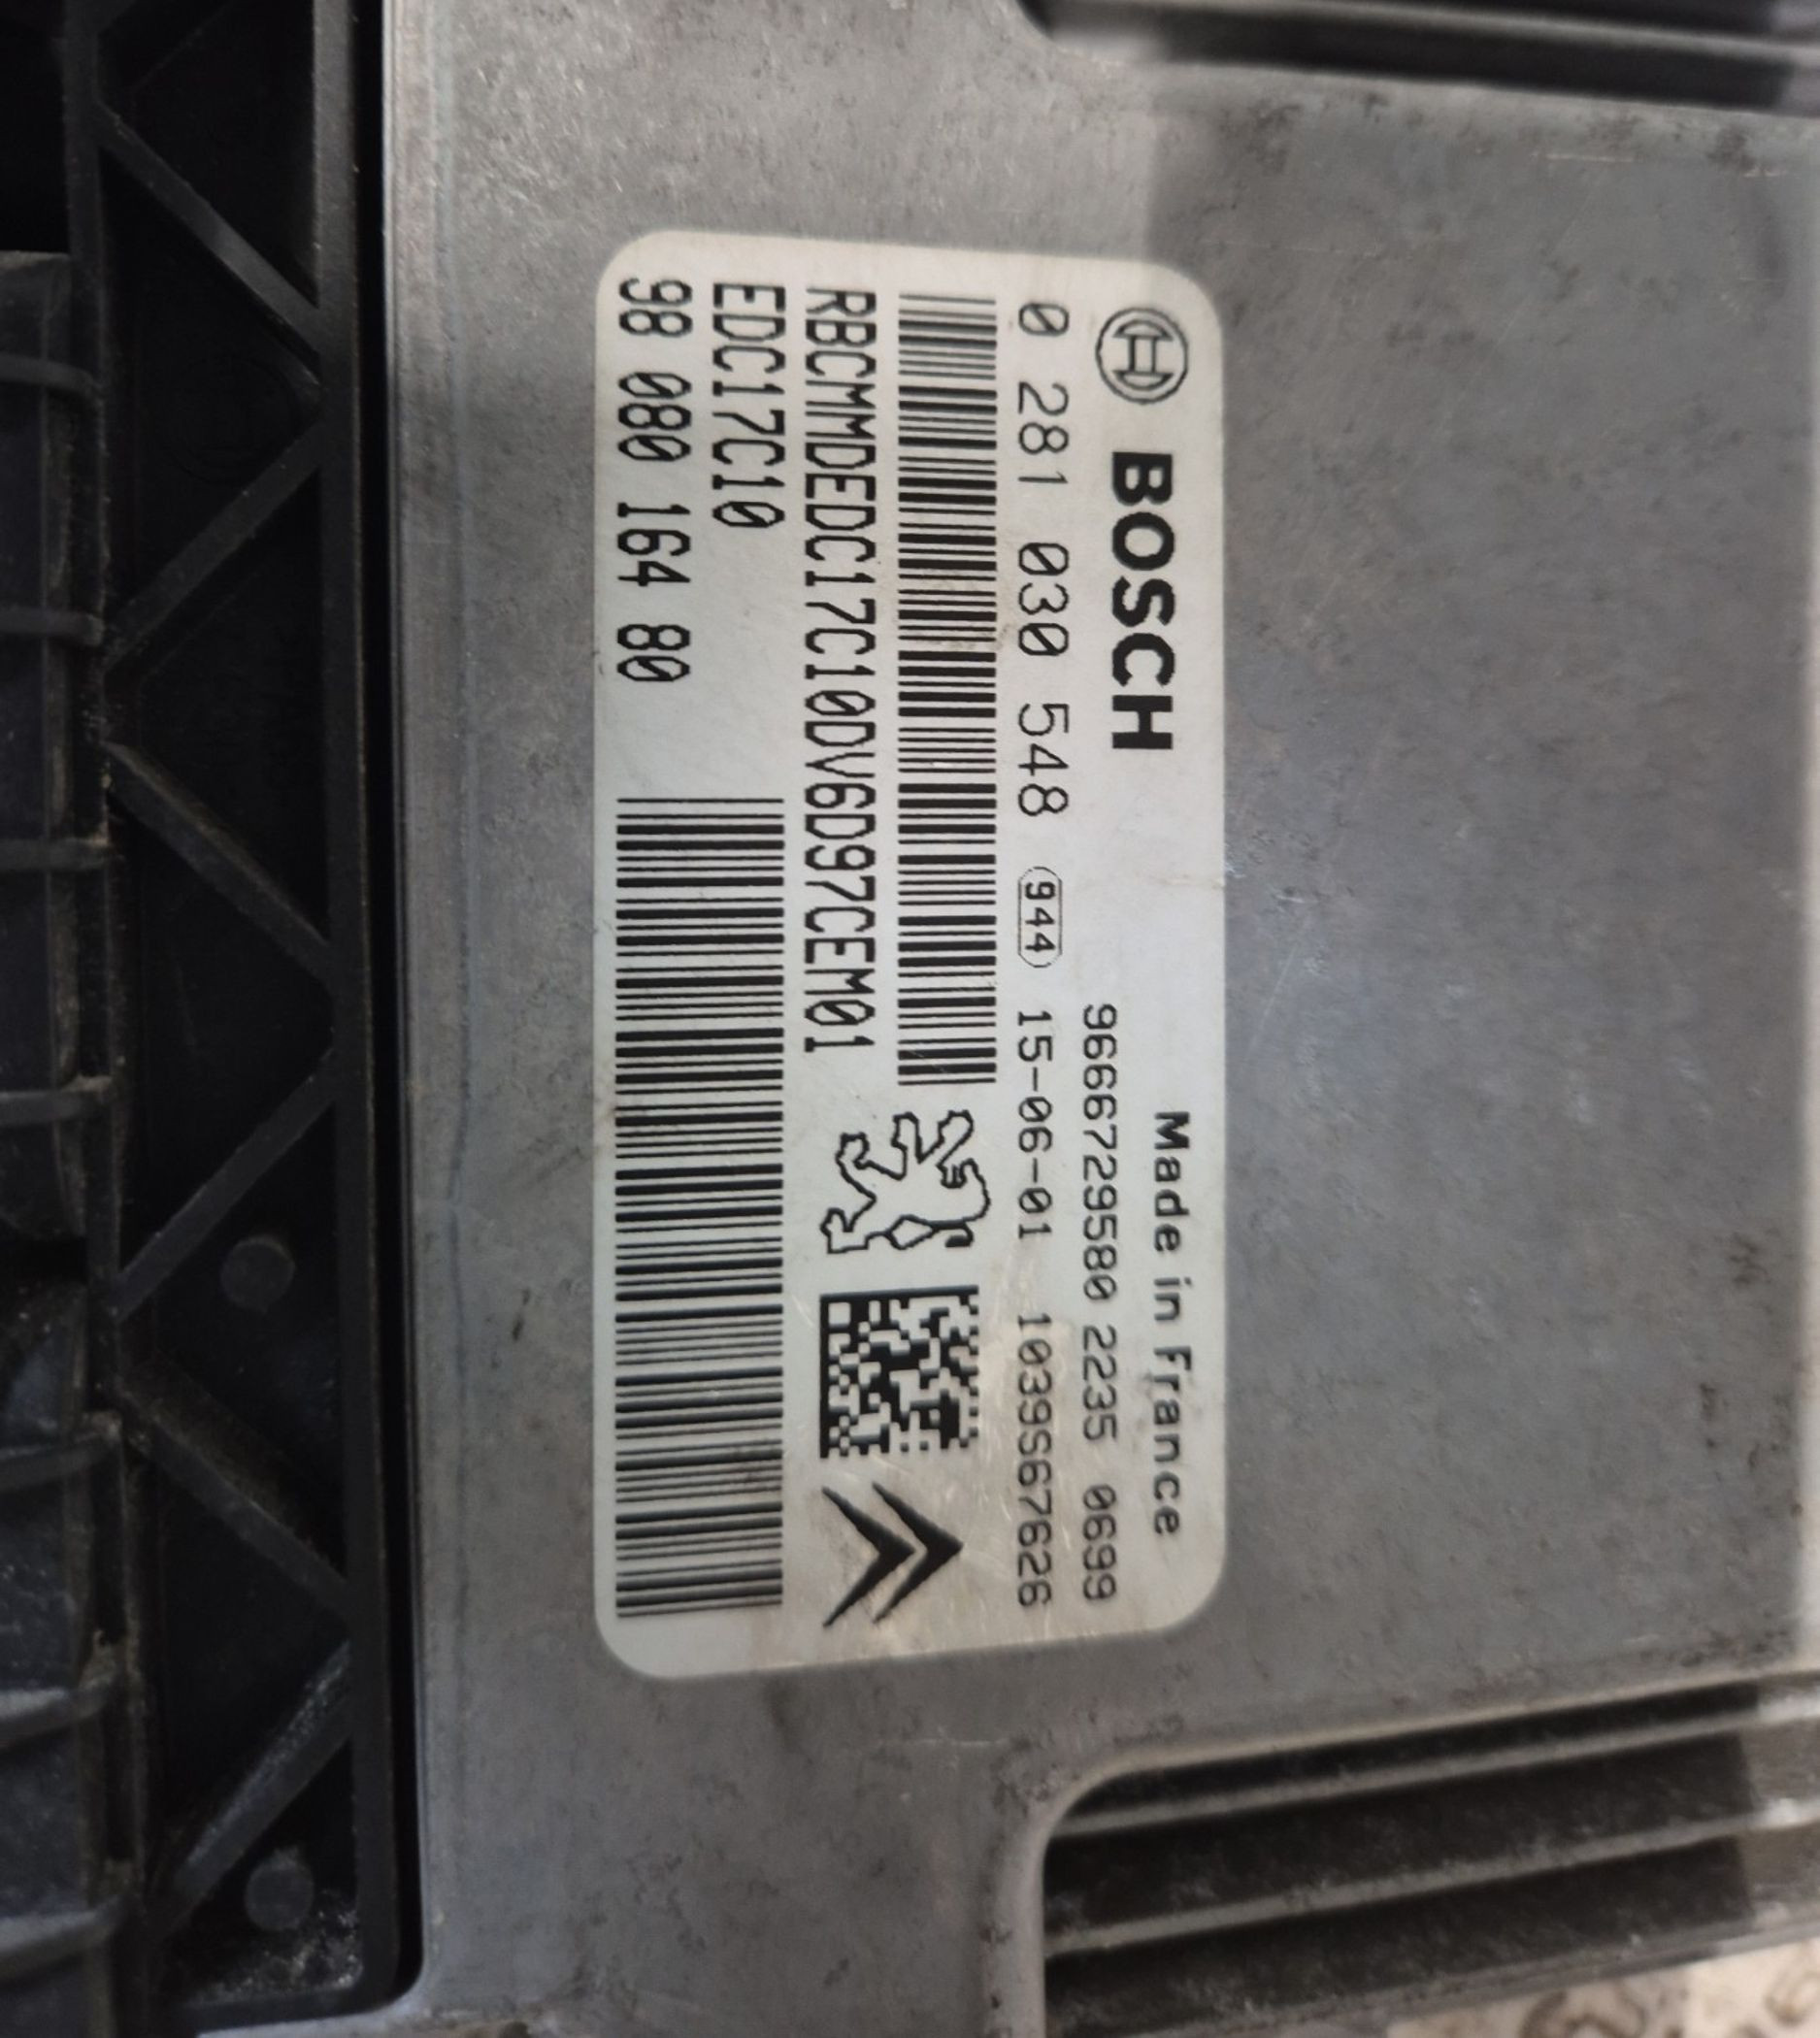 BOSCH
Made in France
9666729580 2235 0699
0 281 030 548 944 15-06-01 1039S67626
RBCMMDEDC17C10DV6D97CEM01
EDC17C10
98 080 164 80